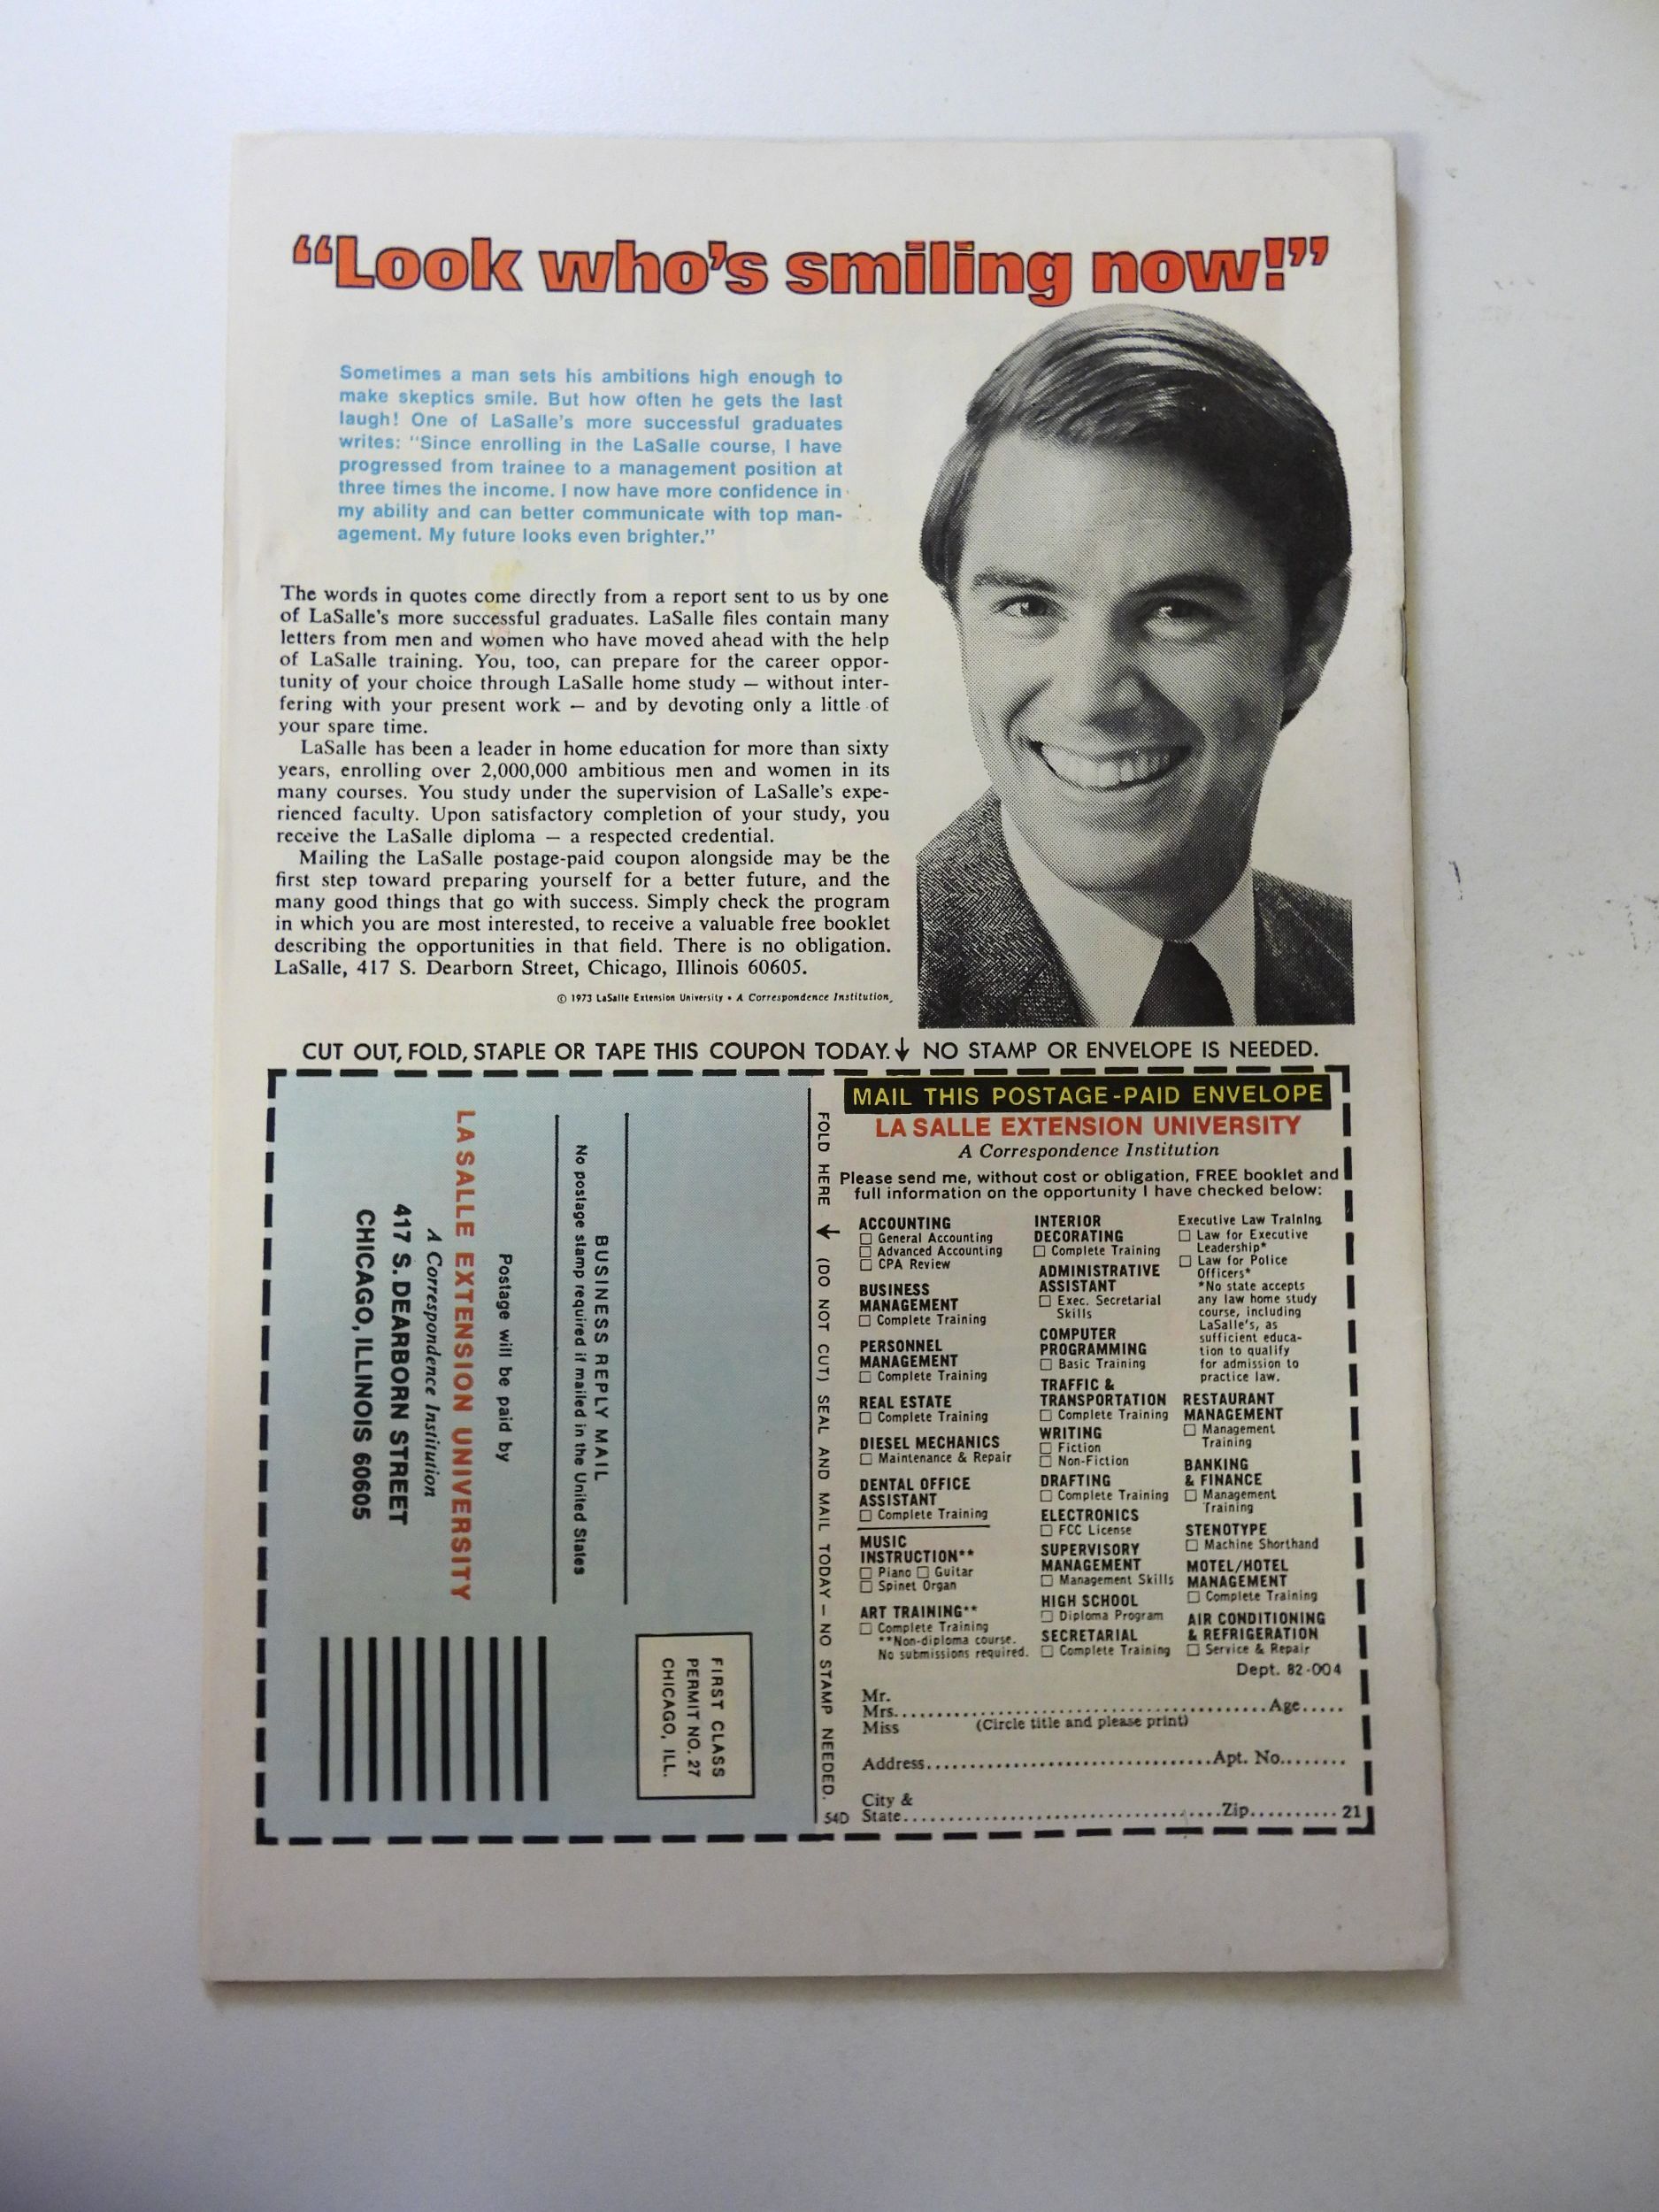 “Look who’s smiling now!”
Sometimes a man sets his ambitions high enough to
make skeptics smile. But how often he gets the last
laugh! One of LaSalle's more successful graduates
writes: "Since enrolling in the LaSalle course, I have
progressed from trainee to a management position at
three times the income. I now have more confidence in
my ability and can better communicate with top man-
agement. My future looks even brighter."
The words in quotes come directly from a report sent to us by one
of LaSalle's more successful graduates. LaSalle files contain many
letters from men and women who have moved ahead with the help
of LaSalle training. You, too, can prepare for the career oppor-
tunity of your choice through LaSalle home study — without inter-
fering with your present work — and by devoting only a little of
your spare time.
LaSalle has been a leader in home education for more than sixty
years, enrolling over 2,000,000 ambitious men and women in its
many courses. You study under the supervision of LaSalle's expe-
rienced faculty. Upon satisfactory completion of your study, you
receive the LaSalle diploma — a respected credential.
Mailing the LaSalle postage-paid coupon alongside may be the
first step toward preparing yourself for a better future, and the
many good things that go with success. Simply check the program
in which you are most interested, to receive a valuable free booklet
describing the opportunities in that field. There is no obligation.
LaSalle, 417 S. Dearborn Street, Chicago, Illinois 60605.
© 1973 LaSalle Extension University • A Correspondence Institution,
CUT OUT, FOLD, STAPLE OR TAPE THIS COUPON TODAY.↓ NO STAMP OR ENVELOPE IS NEEDED.
FIRST CLASS
PERMIT NO. 27
CHICAGO, ILL.
BUSINESS REPLY MAIL
No postage stamp required if mailed in the United States
Postage will be paid by
LA SALLE EXTENSION UNIVERSITY
A Correspondence Institution
417 S. DEARBORN STREET
CHICAGO, ILLINOIS 60605
FOLD HERE ↓ (DO NOT CUT) SEAL AND MAIL TODAY — NO STAMP NEEDED.
MAIL THIS POSTAGE-PAID ENVELOPE
LA SALLE EXTENSION UNIVERSITY
A Correspondence Institution
Please send me, without cost or obligation, FREE booklet and
full information on the opportunity I have checked below:
ACCOUNTING
☐ General Accounting
☐ Advanced Accounting
☐ CPA Review
BUSINESS
MANAGEMENT
☐ Complete Training
PERSONNEL
MANAGEMENT
☐ Complete Training
REAL ESTATE
☐ Complete Training
DIESEL MECHANICS
☐ Maintenance & Repair
DENTAL OFFICE
ASSISTANT
☐ Complete Training
MUSIC
INSTRUCTION**
☐ Piano ☐ Guitar
☐ Spinet Organ
ART TRAINING**
☐ Complete Training
**Non-diploma course.
No submissions required.
INTERIOR
DECORATING
☐ Complete Training
ADMINISTRATIVE
ASSISTANT
☐ Exec. Secretarial
Skills
COMPUTER
PROGRAMMING
☐ Basic Training
TRAFFIC &
TRANSPORTATION
☐ Complete Training
WRITING
☐ Fiction
☐ Non-Fiction
DRAFTING
☐ Complete Training
ELECTRONICS
☐ FCC License
SUPERVISORY
MANAGEMENT
☐ Management Skills
HIGH SCHOOL
☐ Diploma Program
SECRETARIAL
☐ Complete Training
Executive Law Training
☐ Law for Executive
Leadership*
☐ Law for Police
Officers*
*No state accepts
any law home study
course, including
LaSalle's, as
sufficient educa-
tion to qualify
for admission to
practice law.
RESTAURANT
MANAGEMENT
☐ Management
Training
BANKING
& FINANCE
☐ Management
Training
STENOTYPE
☐ Machine Shorthand
MOTEL/HOTEL
MANAGEMENT
☐ Complete Training
AIR CONDITIONING
& REFRIGERATION
☐ Service & Repair
Dept. 82-004
Mr.
Mrs.......................................................Age.....
Miss (Circle title and please print)
Address..........................................Apt. No........
City &
State..............................................Zip.......... 21
54D